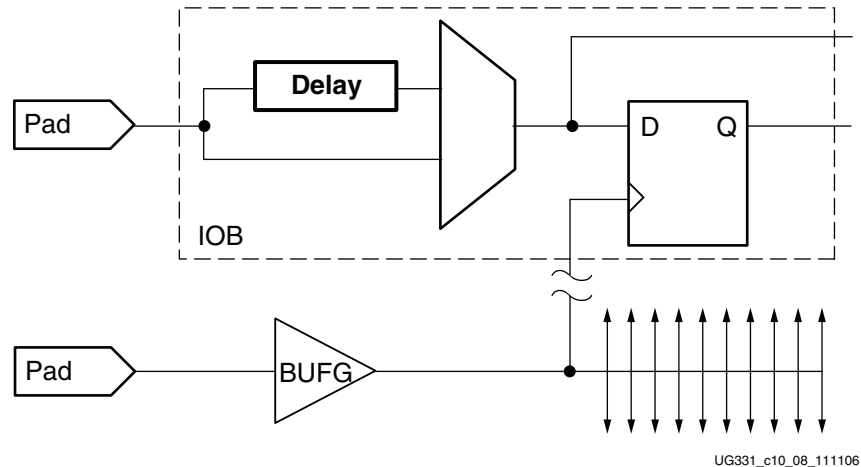 Delay
Pad
D Q
IOB
Pad
BUFG
UG331_c10_08_111106